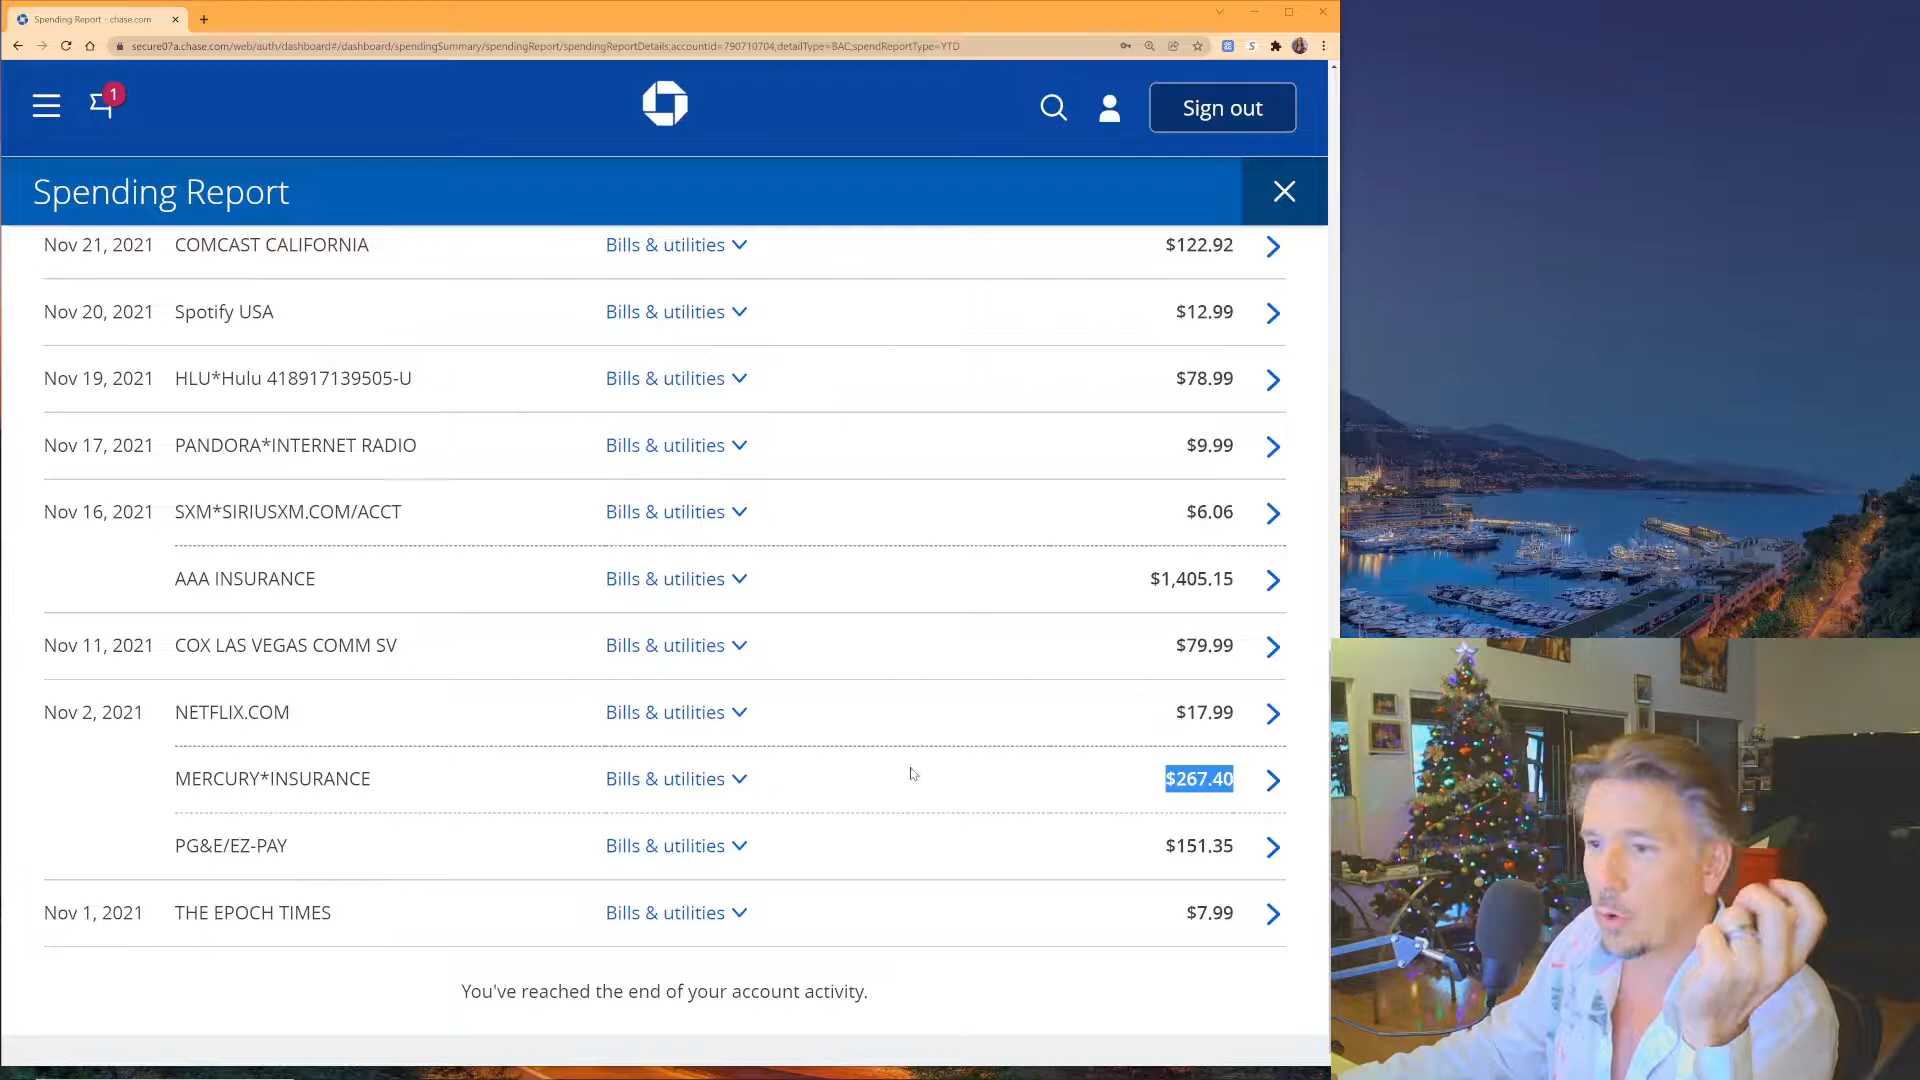 Spending Report - chase.com
secure07a.chase.com/web/auth/dashboard#/dashboard/spendingSummary/spendingReport/spendingReportDetails;accountId=790710704;detailType=BAC;spendReportType=YTD
1
Sign out
Spending Report
Nov 21, 2021 COMCAST CALIFORNIA Bills & utilities $122.92
Nov 20, 2021 Spotify USA Bills & utilities $12.99
Nov 19, 2021 HLU*Hulu 418917139505-U Bills & utilities $78.99
Nov 17, 2021 PANDORA*INTERNET RADIO Bills & utilities $9.99
Nov 16, 2021 SXM*SIRIUSXM.COM/ACCT Bills & utilities $6.06
AAA INSURANCE Bills & utilities $1,405.15
Nov 11, 2021 COX LAS VEGAS COMM SV Bills & utilities $79.99
Nov 2, 2021 NETFLIX.COM Bills & utilities $17.99
MERCURY*INSURANCE Bills & utilities $267.40
PG&E/EZ-PAY Bills & utilities $151.35
Nov 1, 2021 THE EPOCH TIMES Bills & utilities $7.99
You've reached the end of your account activity.